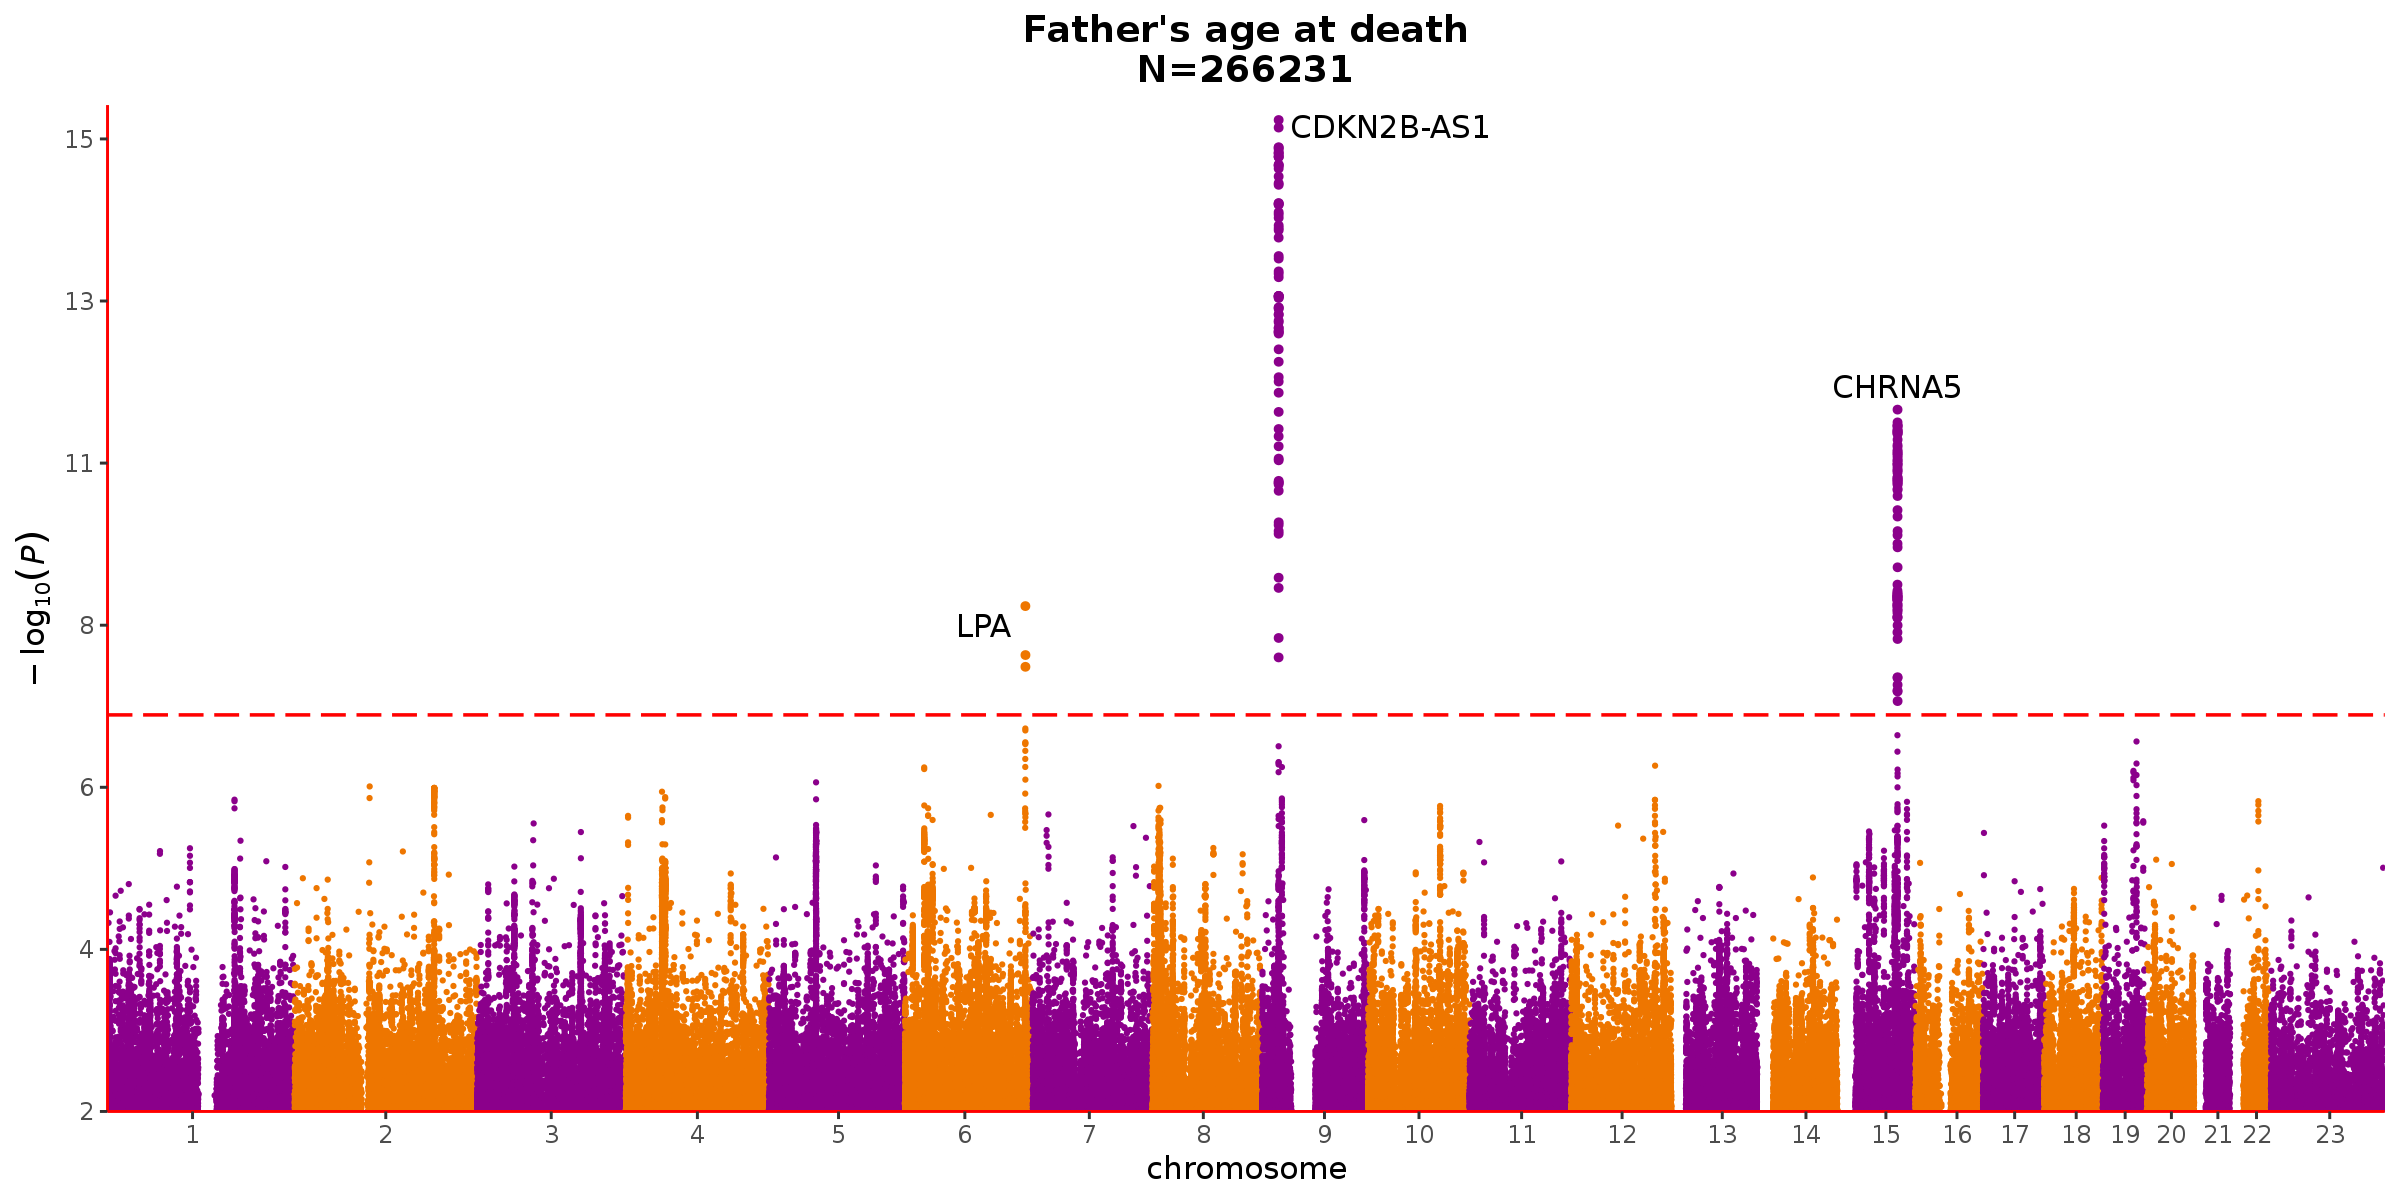 Father's age at death
N=266231
15
CDKN2B-AS1
13
CHRNA5
11
−log10(P)
8
LPA
6
4
2
1 2 3 4 5 6 7 8 9 10 11 12 13 14 15 16 17 18 19 20 21 22 23
chromosome